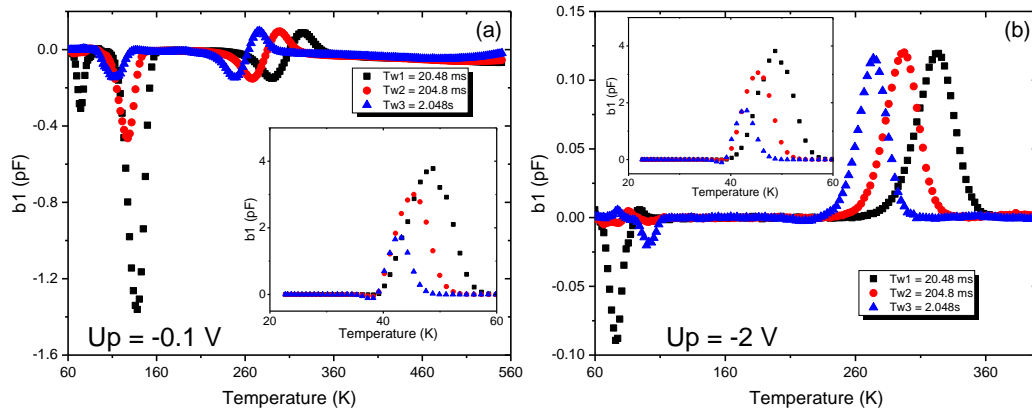 (a)
0.0
-0.4
-0.8
-1.2
-1.6
b1 (pF)
Tw1 = 20.48 ms
Tw2 = 204.8 ms
Tw3 = 2.048s
4
2
0
b1 (pF)
20 40 60
Temperature (K)
Up = -0.1 V
60 160 260 360 460 560
Temperature (K)
(b)
0.15
0.10
0.05
0.00
-0.05
-0.10
b1 (pF)
4
2
0
b1 (pF)
20 40 60
Temperature (K)
Tw1 = 20.48 ms
Tw2 = 204.8 ms
Tw3 = 2.048s
Up = -2 V
60 160 260 360
Temperature (K)